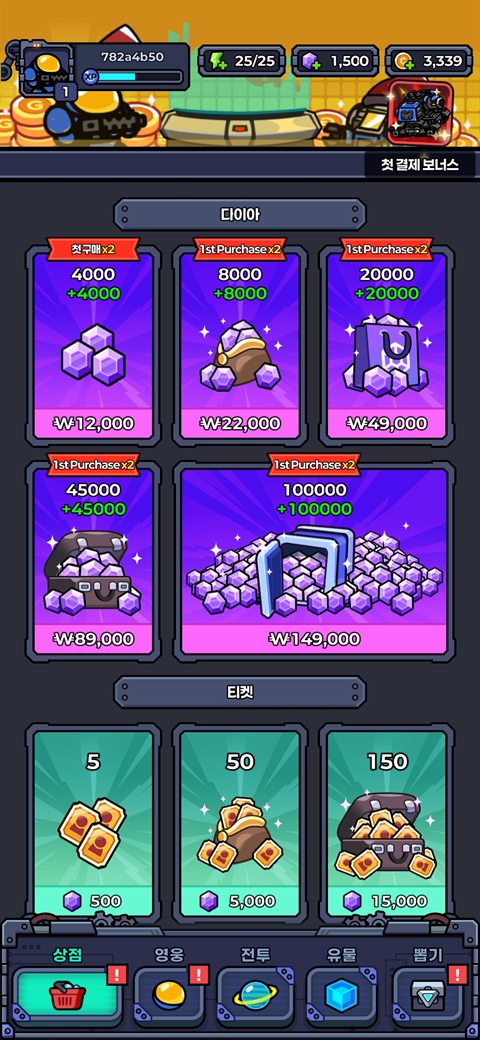 782a4b50
XP
1
25/25
1,500
3,339
첫 결제 보너스
다이아
첫구매 x2
1st Purchase x2
1st Purchase x2
4000
+4000
8000
+8000
20000
+20000
₩12,000
₩22,000
₩49,000
1st Purchase x2
1st Purchase x2
45000
+45000
100000
+100000
₩89,000
₩149,000
티켓
5
50
150
500
5,000
15,000
상점
영웅
전투
유물
뽑기
!
!
!